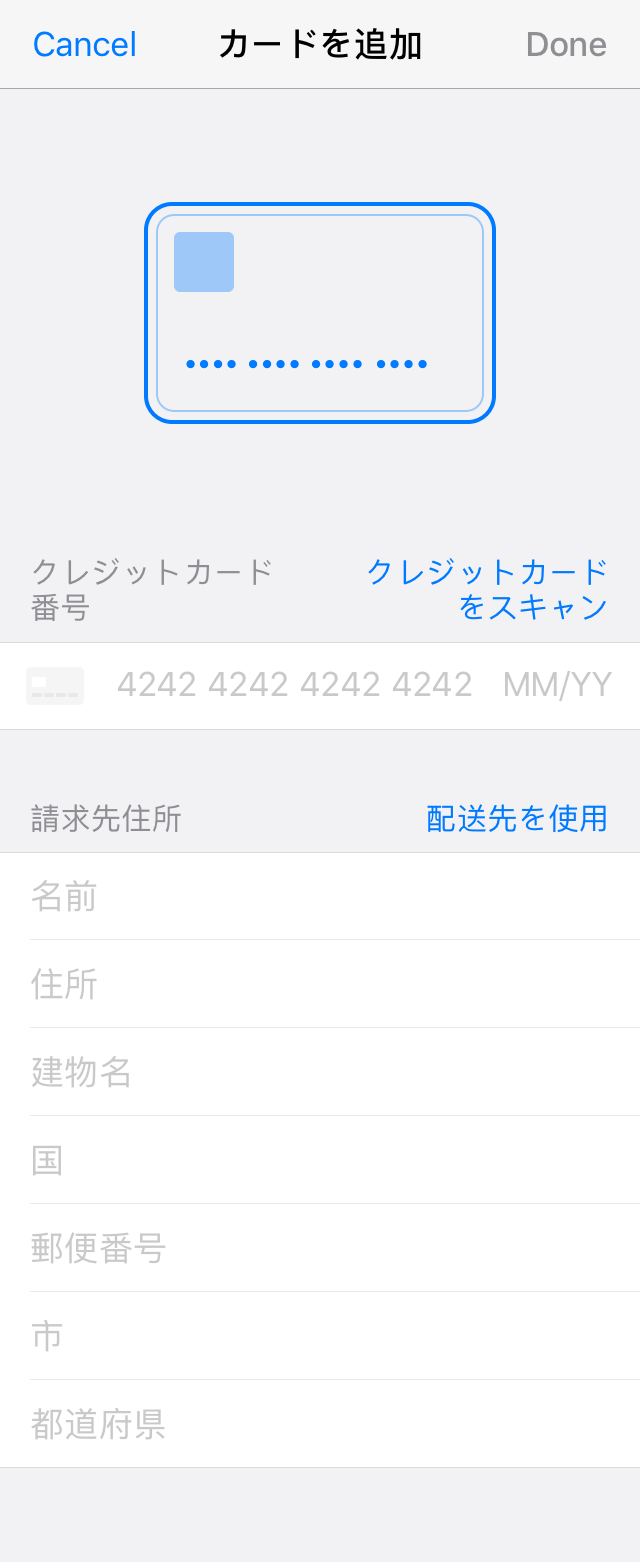 Cancel カードを追加 Done
クレジットカード
番号
クレジットカード
をスキャン
4242 4242 4242 4242 MM/YY
請求先住所 配送先を使用
名前
住所
建物名
国
郵便番号
市
都道府県